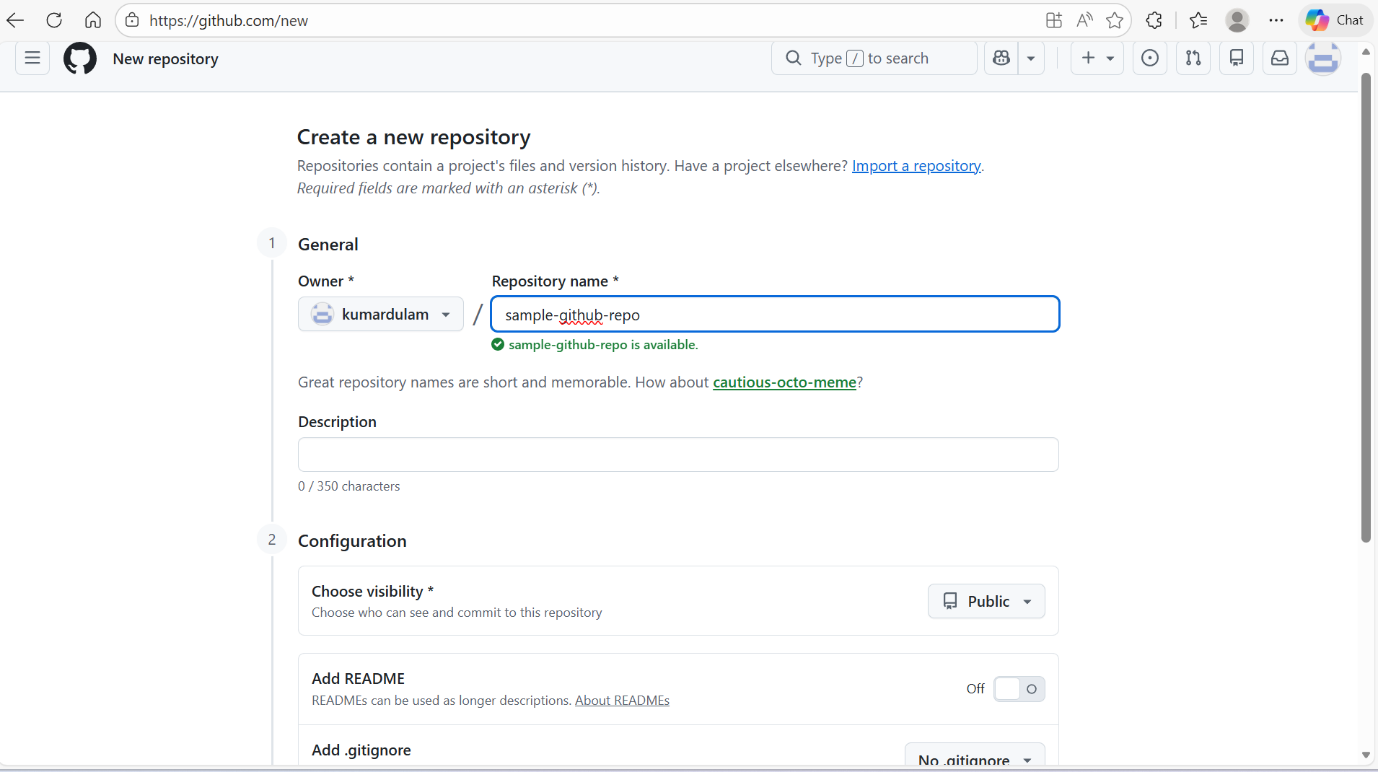 https://github.com/new
Chat
New repository
Type / to search
Create a new repository
Repositories contain a project's files and version history. Have a project elsewhere? Import a repository.
Required fields are marked with an asterisk (*).
1 General
Owner * Repository name *
kumardulam / sample-github-repo
sample-github-repo is available.
Great repository names are short and memorable. How about cautious-octo-meme?
Description
0 / 350 characters
2 Configuration
Choose visibility *
Choose who can see and commit to this repository
Public
Add README
READMEs can be used as longer descriptions. About READMEs
Off
Add .gitignore
No .gitignore